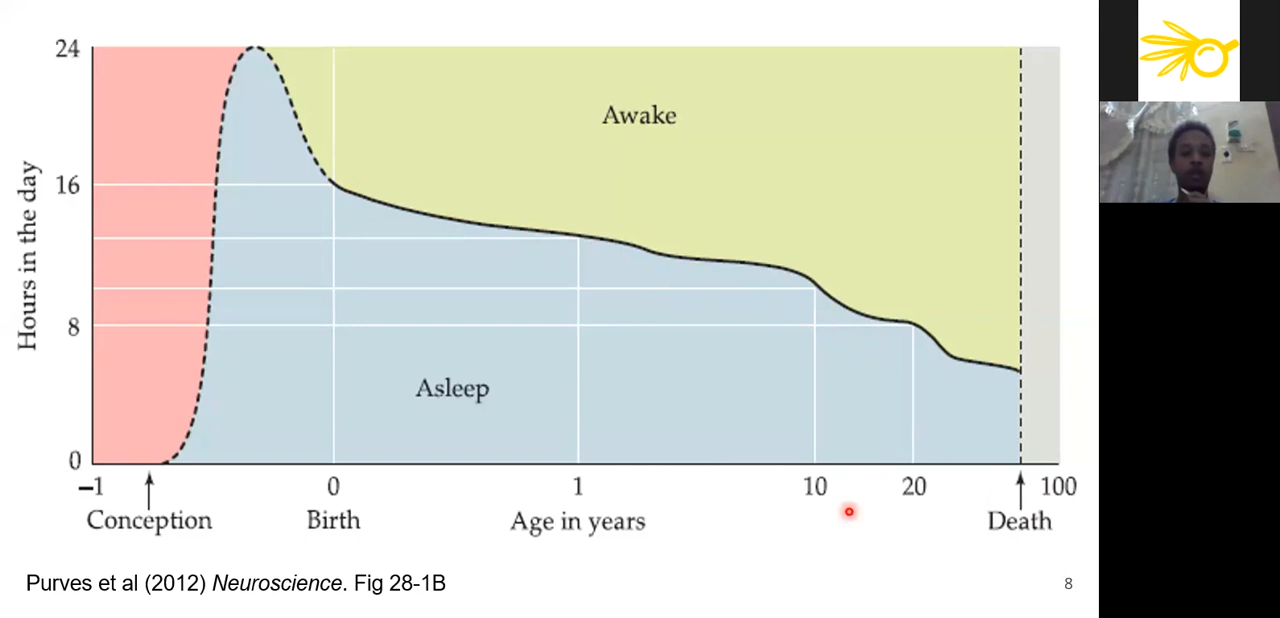 24
Awake
16
Hours in the day
8
Asleep
0
–1
0
1
10
20
100
Conception
Birth
Age in years
Death
Purves et al (2012) Neuroscience. Fig 28-1B
8